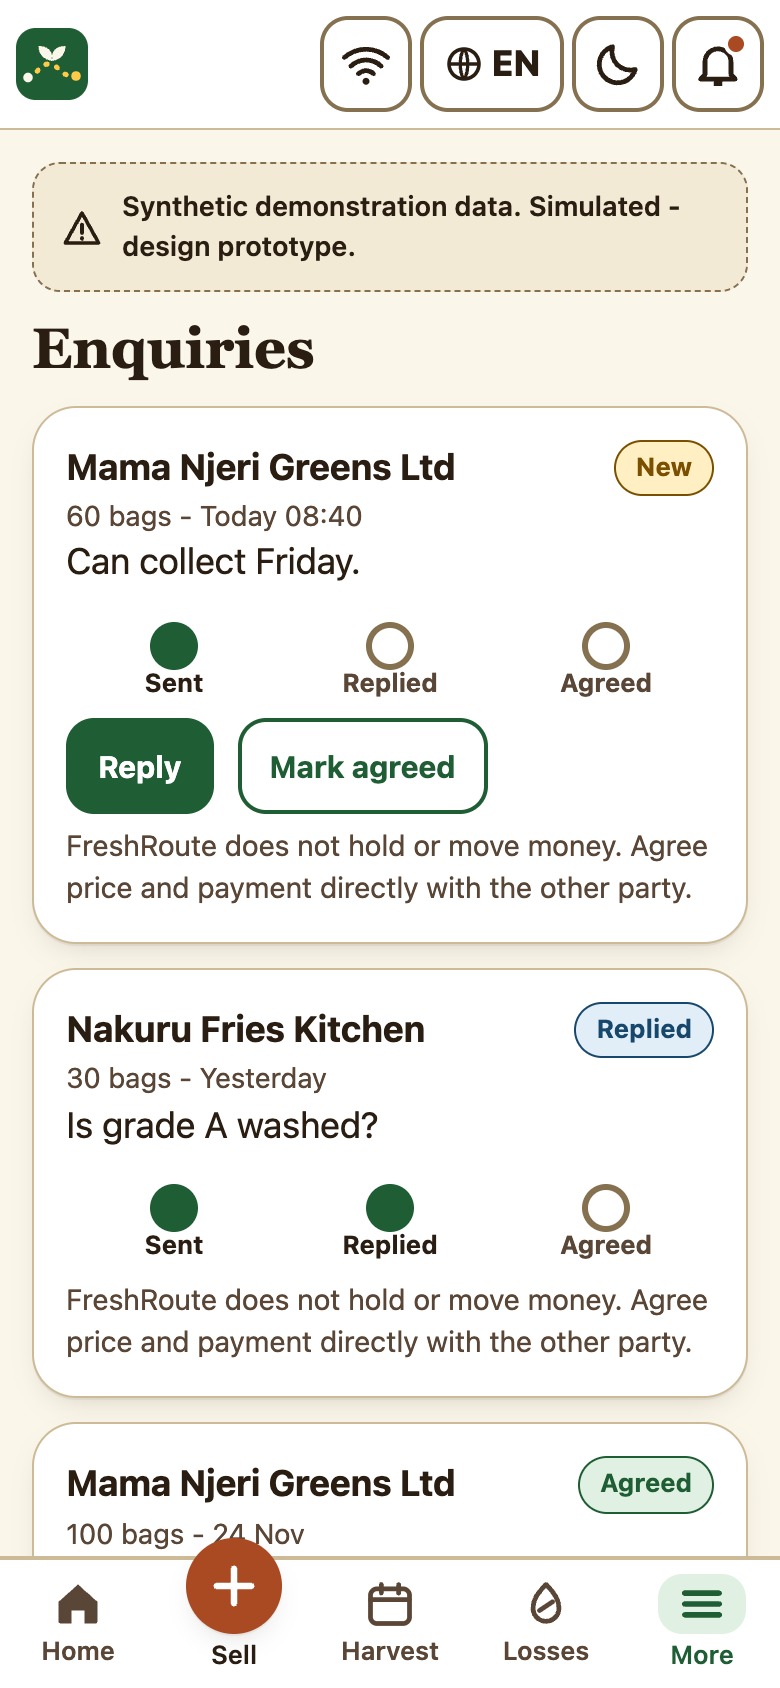 EN
Synthetic demonstration data. Simulated -
design prototype.
Enquiries
Mama Njeri Greens Ltd
New
60 bags - Today 08:40
Can collect Friday.
Sent
Replied
Agreed
Reply
Mark agreed
FreshRoute does not hold or move money. Agree
price and payment directly with the other party.
Nakuru Fries Kitchen
Replied
30 bags - Yesterday
Is grade A washed?
Sent
Replied
Agreed
FreshRoute does not hold or move money. Agree
price and payment directly with the other party.
Mama Njeri Greens Ltd
Agreed
100 bags - 24 Nov
Home
Sell
Harvest
Losses
More